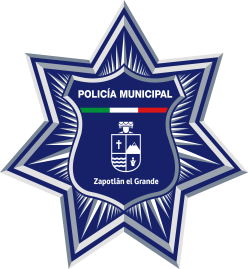 POLICÍA MUNICIPAL
Zapotlán el Grande